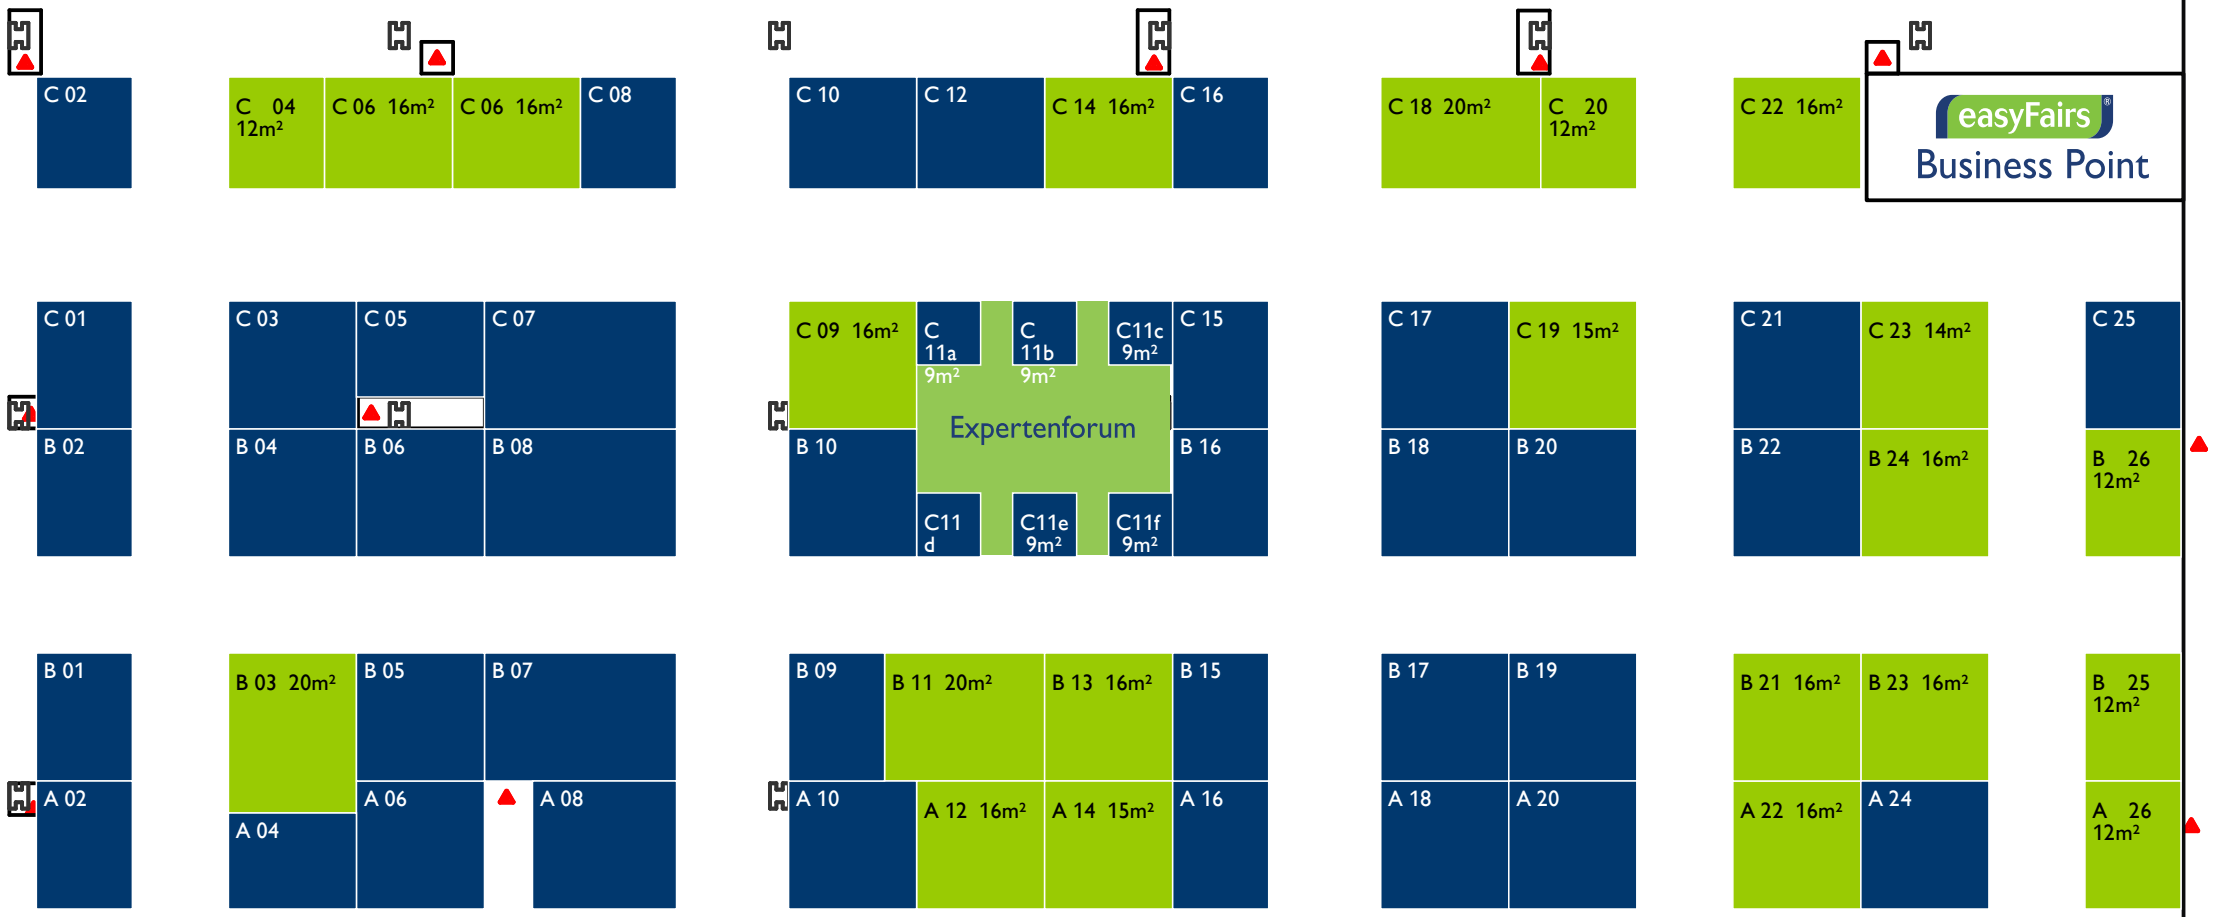 C 02
C 04
12m²
C 06 16m²
C 06 16m²
C 08
C 10
C 12
C 14 16m²
C 16
C 18 20m²
C 20
12m²
C 22 16m²
easyFairs®
Business Point
C 01
C 03
C 05
C 07
C 09 16m²
C
11a
9m²
C
11b
9m²
C11c
9m²
C 15
C 17
C 19 15m²
C 21
C 23 14m²
C 25
Expertenforum
B 02
B 04
B 06
B 08
B 10
C11
d
C11e
9m²
C11f
9m²
B 16
B 18
B 20
B 22
B 24 16m²
B 26
12m²
B 01
B 03 20m²
B 05
B 07
B 09
B 11 20m²
B 13 16m²
B 15
B 17
B 19
B 21 16m²
B 23 16m²
B 25
12m²
A 02
A 04
A 06
A 08
A 10
A 12 16m²
A 14 15m²
A 16
A 18
A 20
A 22 16m²
A 24
A 26
12m²